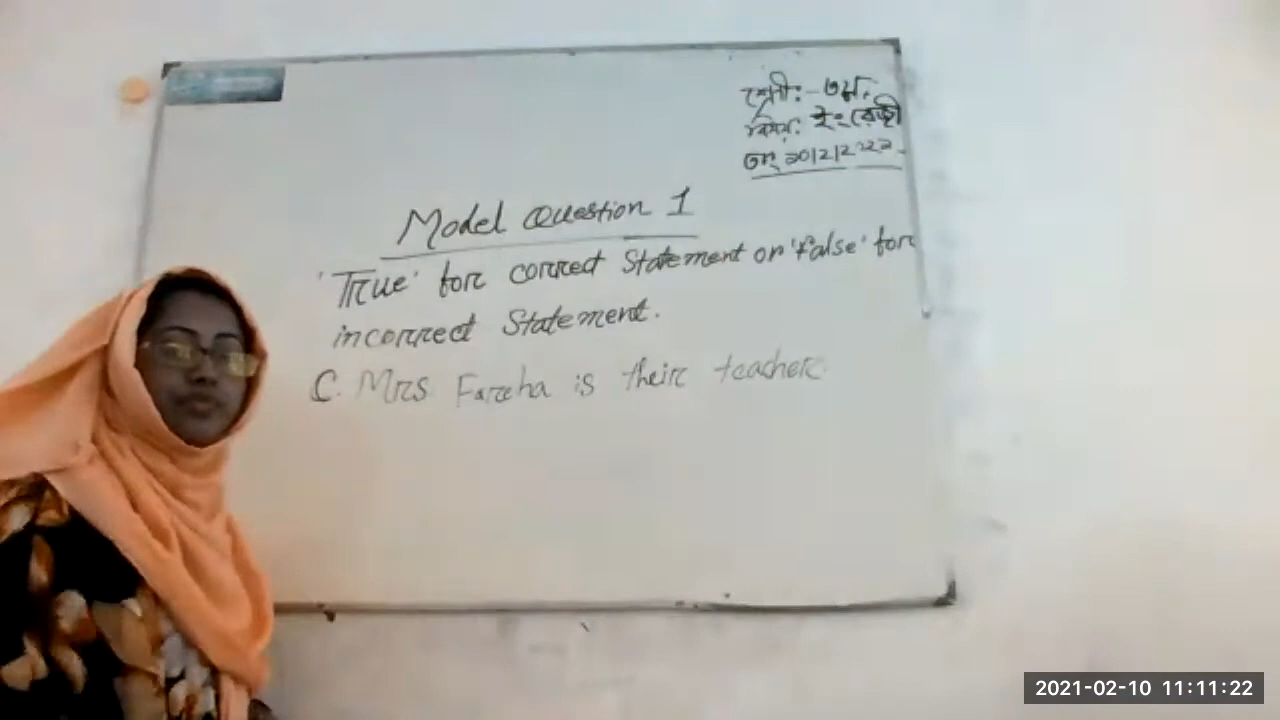 শ্রেণী:- ৩য়.
বিষয়: ইংরেজী
Model Question 1
'True' for correct Statement or 'false' for
incorrect Statement.
C. Mrs Fareha is their teacher
2021-02-10 11:11:22